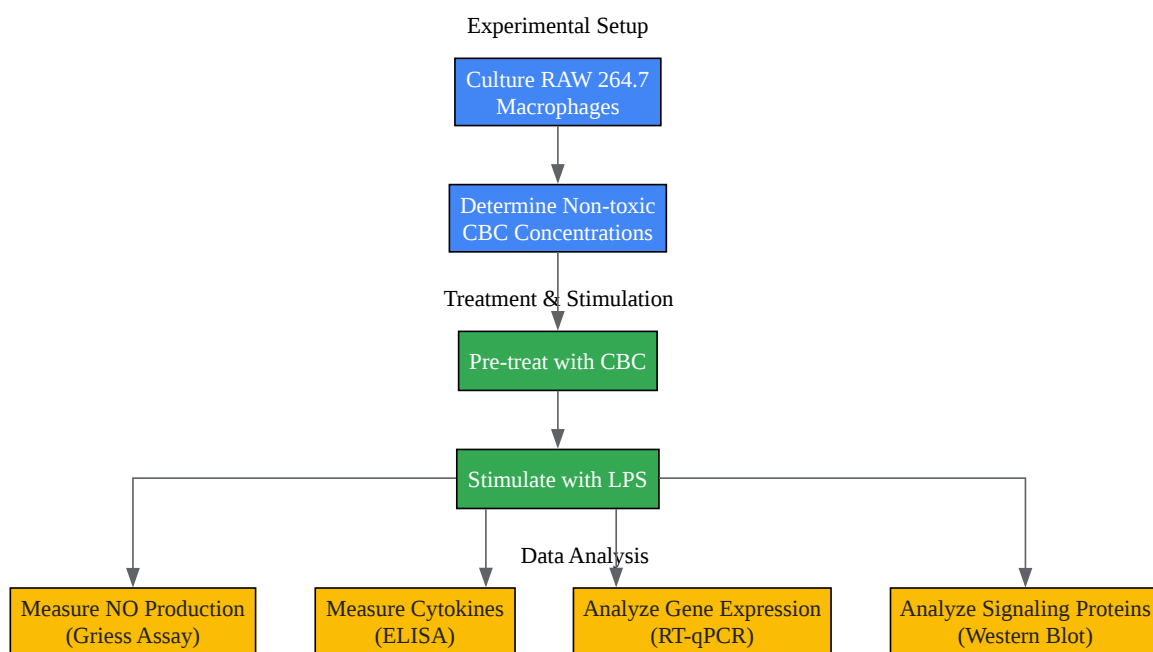 Experimental Setup
Culture RAW 264.7
Macrophages
Determine Non-toxic
CBC Concentrations
Treatment & Stimulation
Pre-treat with CBC
Stimulate with LPS
Data Analysis
Measure NO Production
(Griess Assay)
Measure Cytokines
(ELISA)
Analyze Gene Expression
(RT-qPCR)
Analyze Signaling Proteins
(Western Blot)